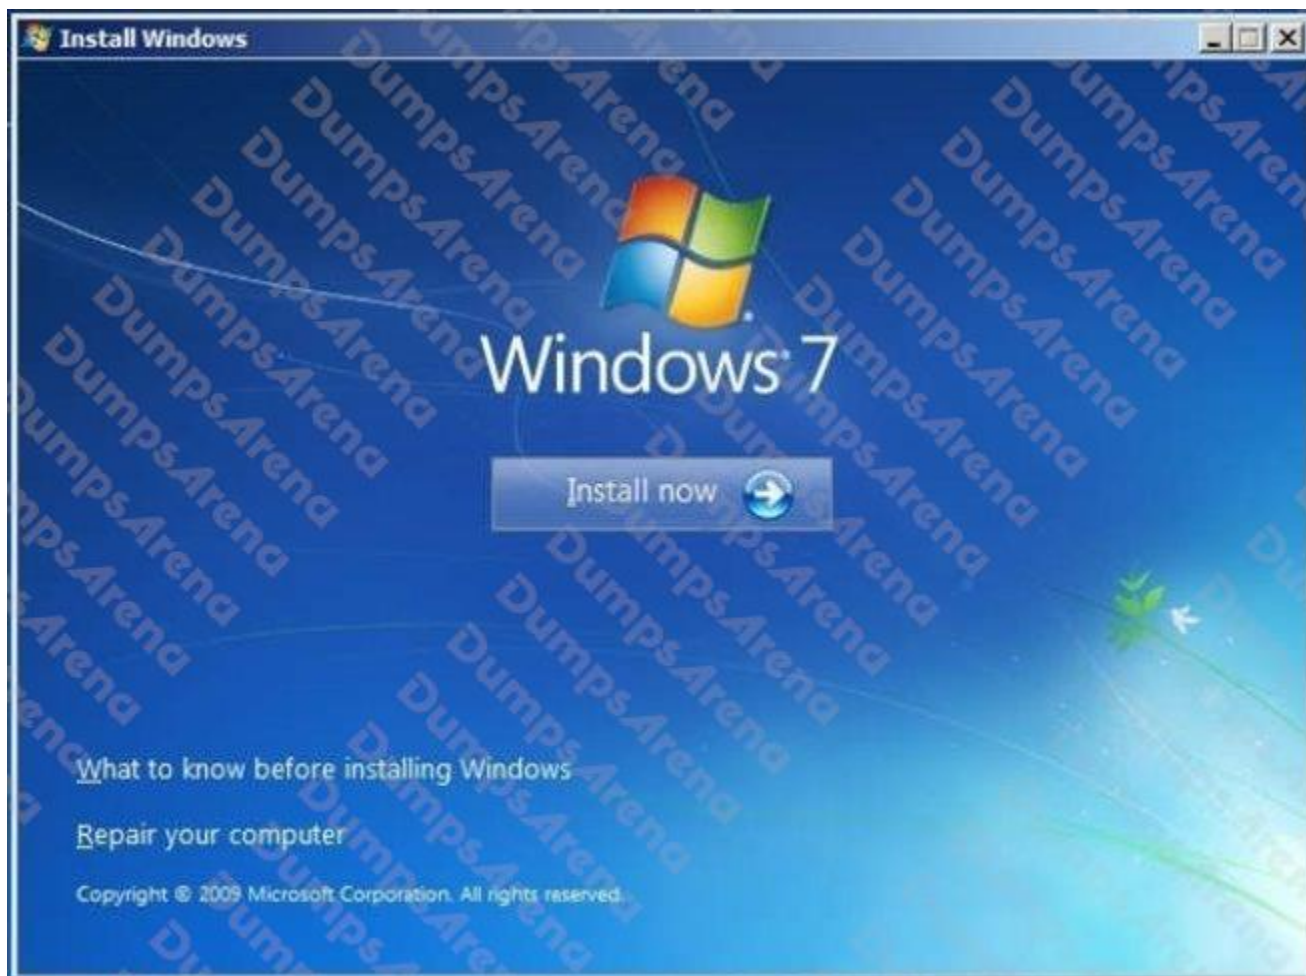 Install Windows
Windows 7
Install now
What to know before installing Windows
Repair your computer
Copyright © 2009 Microsoft Corporation. All rights reserved.
DumpsArena